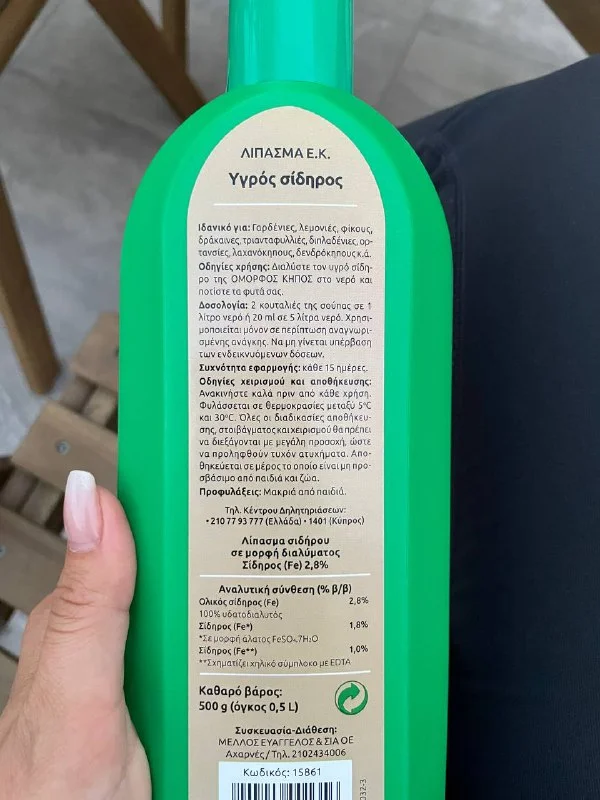 ΛΙΠΑΣΜΑ Ε.Κ.
Υγρός σίδηρος
Ιδανικό για: Γαρδένιες, λεμονιές, φίκους,
δράκαινες, τριανταφυλλιές, διπλαδένιες, ορ-
τανσίες, λαχανόκηπους, δενδρόκηπους κ.ά.
Οδηγίες χρήσης: Διαλύστε τον υγρό σίδη-
ρο της ΟΜΟΡΦΟΣ ΚΗΠΟΣ στο νερό και
ποτίστε τα φυτά σας.
Δοσολογία: 2 κουταλιές της σούπας σε 1
λίτρο νερό ή 20 ml σε 5 λίτρα νερό. Χρησι-
μοποιείται μόνον σε περίπτωση αναγνωρι-
σμένης ανάγκης. Να μη γίνεται υπέρβαση
των ενδεικνυόμενων δόσεων.
Συχνότητα εφαρμογής: κάθε 15 ημέρες.
Οδηγίες χειρισμού και αποθήκευσης:
Ανακινήστε καλά πριν από κάθε χρήση.
Φυλάσσεται σε θερμοκρασίες μεταξύ 5°C
και 30°C. Όλες οι διαδικασίες αποθήκευ-
σης, στοιβάγματος και χειρισμού θα πρέπει
να διεξάγονται με μεγάλη προσοχή, ώστε
να προληφθούν τυχόν ατυχήματα. Απο-
θηκεύεται σε μέρος το οποίο είναι μη προ-
σβάσιμο από παιδιά και ζώα.
Προφυλάξεις: Μακριά από παιδιά.
Τηλ. Κέντρου Δηλητηριάσεων:
• 210 77 93 777 (Ελλάδα) • 1401 (Κύπρος)
Λίπασμα σιδήρου
σε μορφή διαλύματος
Σίδηρος (Fe) 2,8%
Αναλυτική σύνθεση (% β/β)
Ολικός σίδηρος (Fe) 2,8%
100% υδατοδιαλυτός
Σίδηρος (Fe*) 1,8%
*Σε μορφή άλατος FeSO₄.7H₂O
Σίδηρος (Fe**) 1,0%
**Σχηματίζει χηλικό σύμπλοκο με EDTA
Καθαρό βάρος:
500 g (όγκος 0,5 L)
Συσκευασία-Διάθεση:
ΜΕΛΛΟΣ ΕΥΑΓΓΕΛΟΣ & ΣΙΑ ΟΕ
Αχαρνές / Τηλ. 2102434006
Κωδικός: 15861